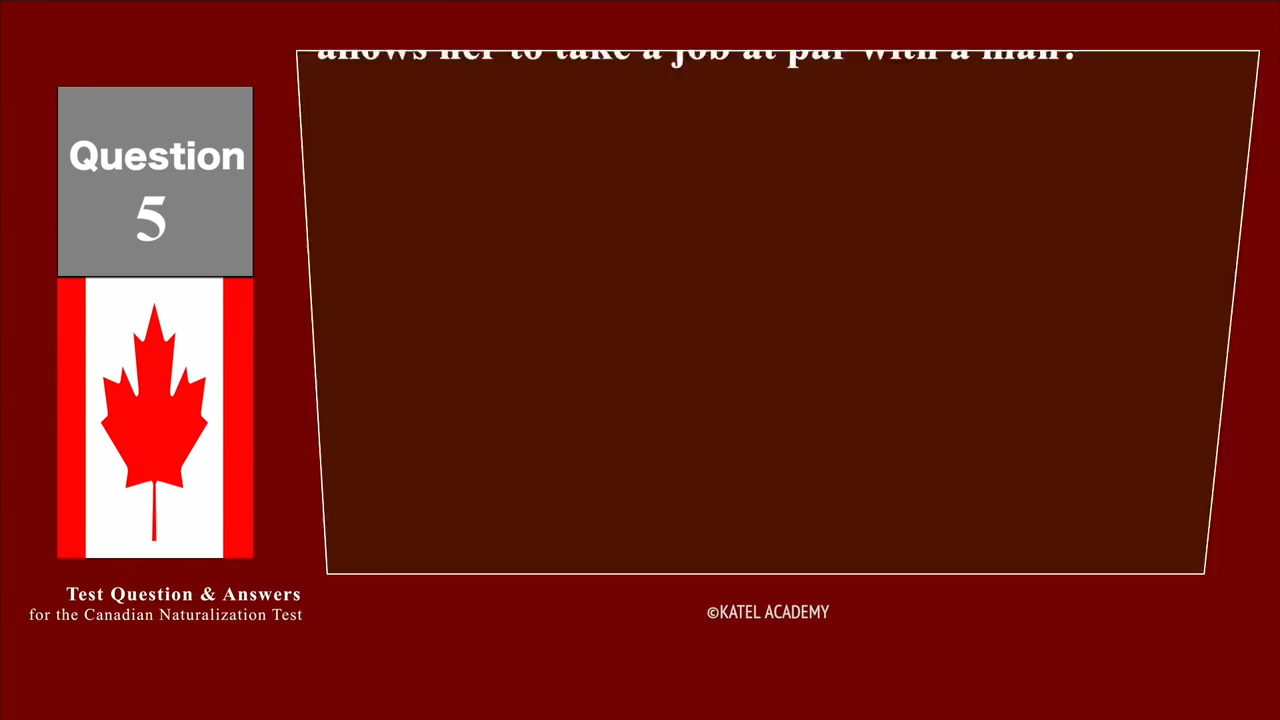 allows her to take a job at par with a man?
Question
5
Test Question & Answers
for the Canadian Naturalization Test
©KATEL ACADEMY